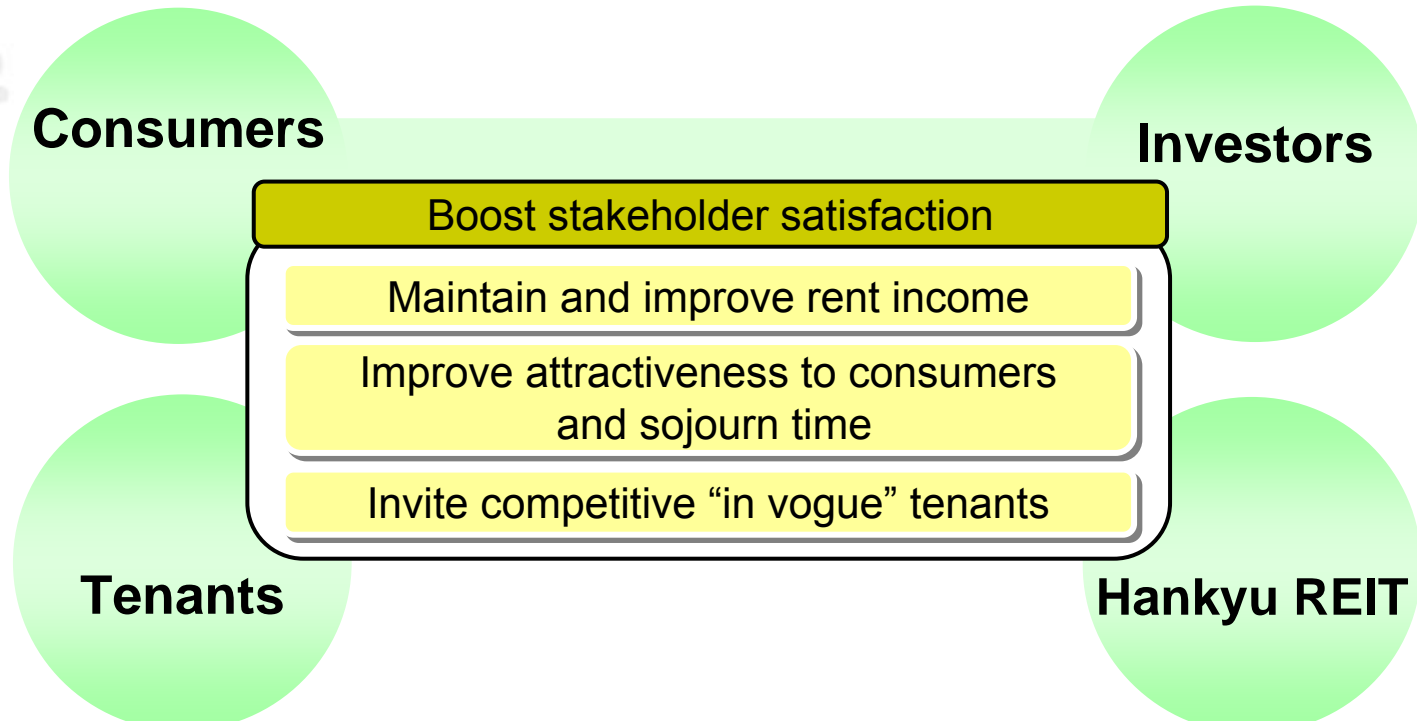 Consumers
Investors
Boost stakeholder satisfaction
Maintain and improve rent income
Improve attractiveness to consumers
and sojourn time
Invite competitive “in vogue” tenants
Tenants
Hankyu REIT